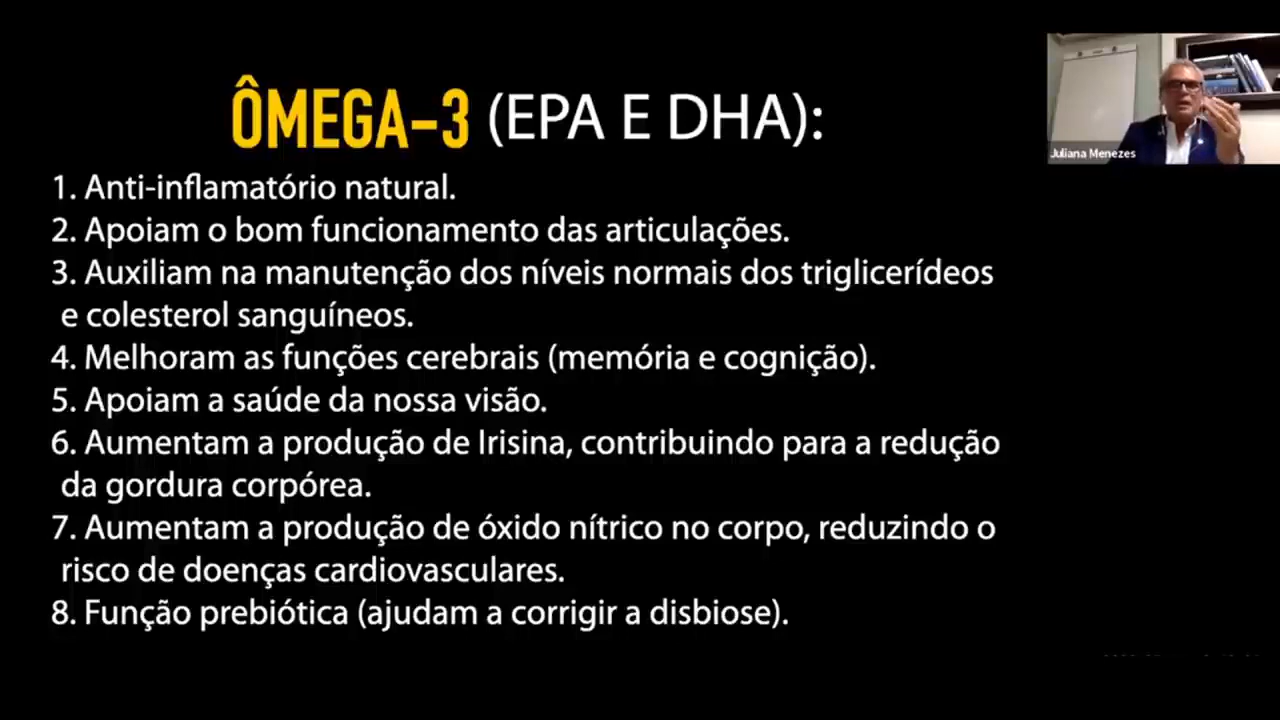 ÔMEGA-3 (EPA E DHA):
Juliana Menezes
1. Anti-inflamatório natural.
2. Apoiam o bom funcionamento das articulações.
3. Auxiliam na manutenção dos níveis normais dos triglicerídeos
e colesterol sanguíneos.
4. Melhoram as funções cerebrais (memória e cognição).
5. Apoiam a saúde da nossa visão.
6. Aumentam a produção de Irisina, contribuindo para a redução
da gordura corpórea.
7. Aumentam a produção de óxido nítrico no corpo, reduzindo o
risco de doenças cardiovasculares.
8. Função prebiótica (ajudam a corrigir a disbiose).